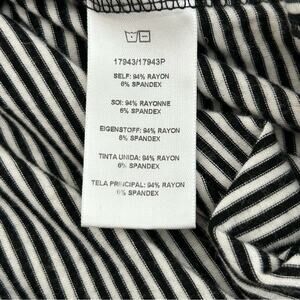 17943/17943P
SELF: 94% RAYON
6% SPANDEX
SOI: 94% RAYONNE
6% SPANDEX
EIGENSTOFF: 94% RAYON
6% SPANDEX
TINTA UNIDA: 94% RAYON
6% SPANDEX
TELA PRINCIPAL: 94% RAYON
6% SPANDEX